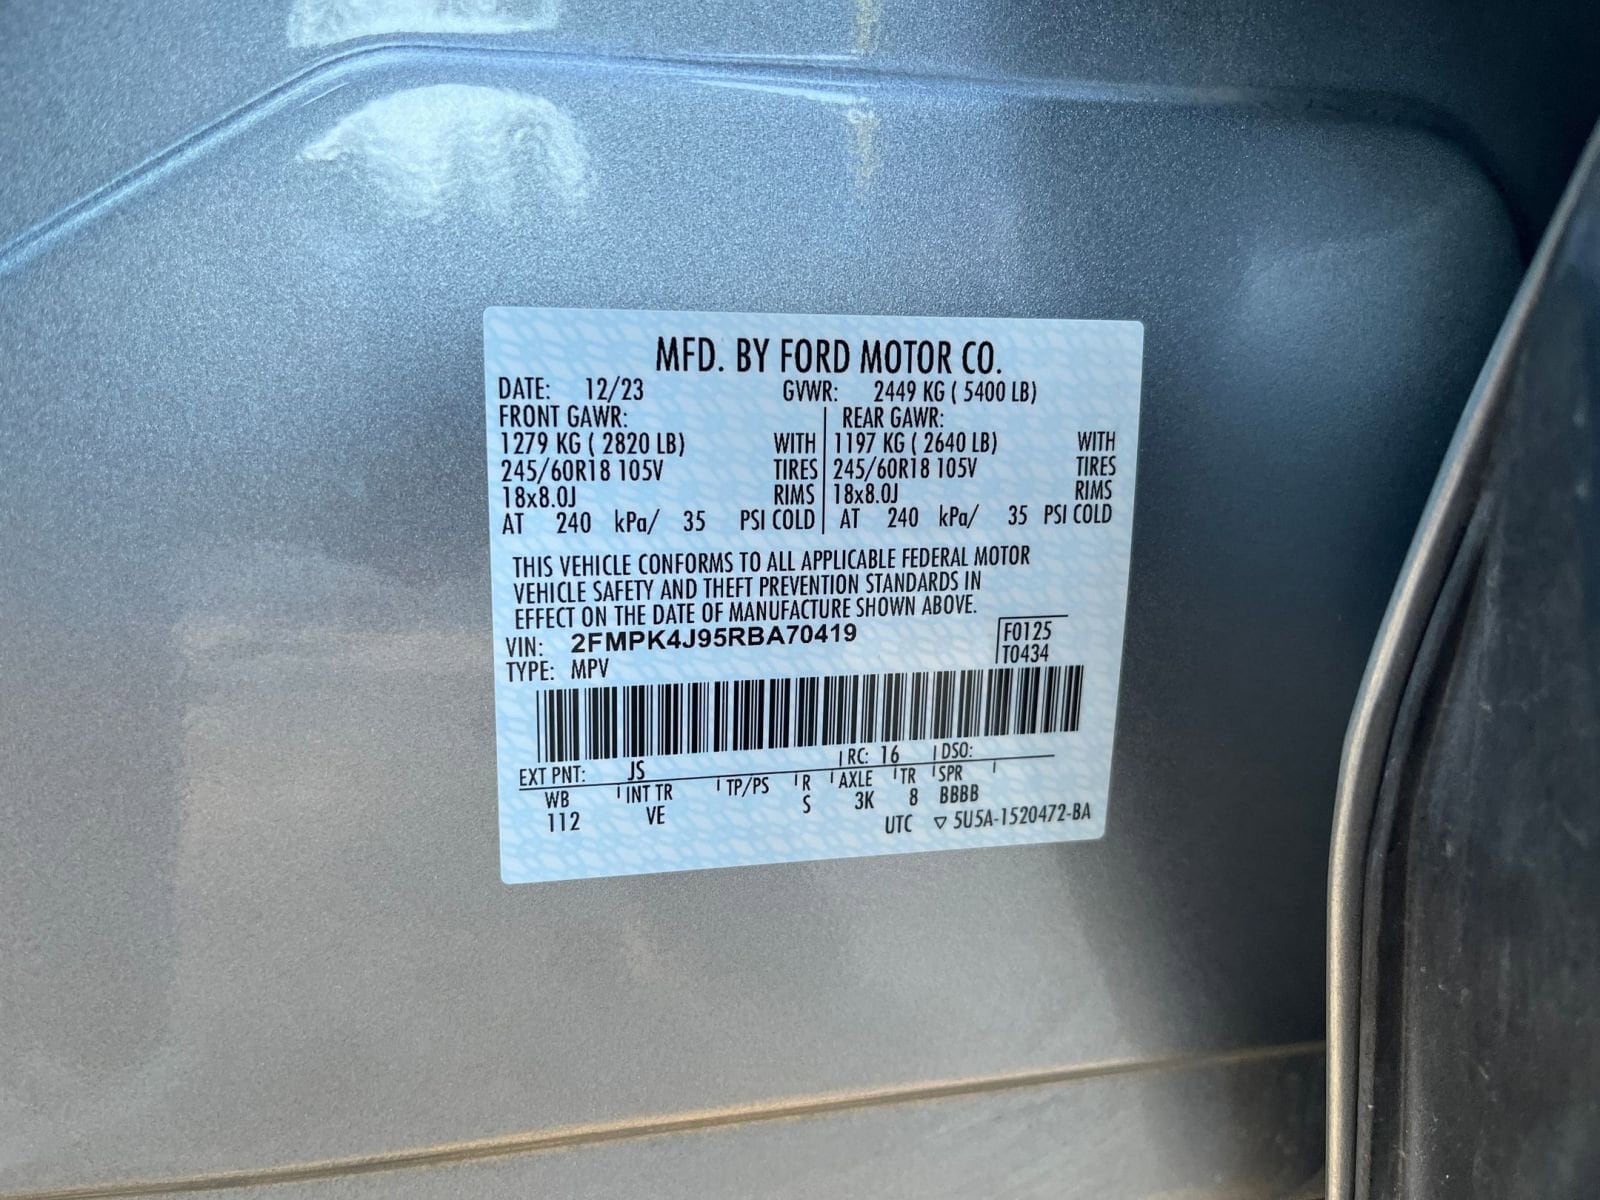 MFD. BY FORD MOTOR CO.
DATE: 12/23 GVWR: 2449 KG ( 5400 LB)
FRONT GAWR: REAR GAWR:
1279 KG ( 2820 LB) WITH 1197 KG ( 2640 LB) WITH
245/60R18 105V TIRES 245/60R18 105V TIRES
18x8.0J RIMS 18x8.0J RIMS
AT 240 kPa/ 35 PSI COLD AT 240 kPa/ 35 PSI COLD
THIS VEHICLE CONFORMS TO ALL APPLICABLE FEDERAL MOTOR
VEHICLE SAFETY AND THEFT PREVENTION STANDARDS IN
EFFECT ON THE DATE OF MANUFACTURE SHOWN ABOVE.
VIN: 2FMPK4J95RBA70419 F0125
TYPE: MPV T0434
EXT PNT: JS RC: 16 DSO:
WB INT TR TP/PS R AXLE TR SPR
112 VE S 3K 8 BBBB
UTC ▽ 5U5A-1520472-BA